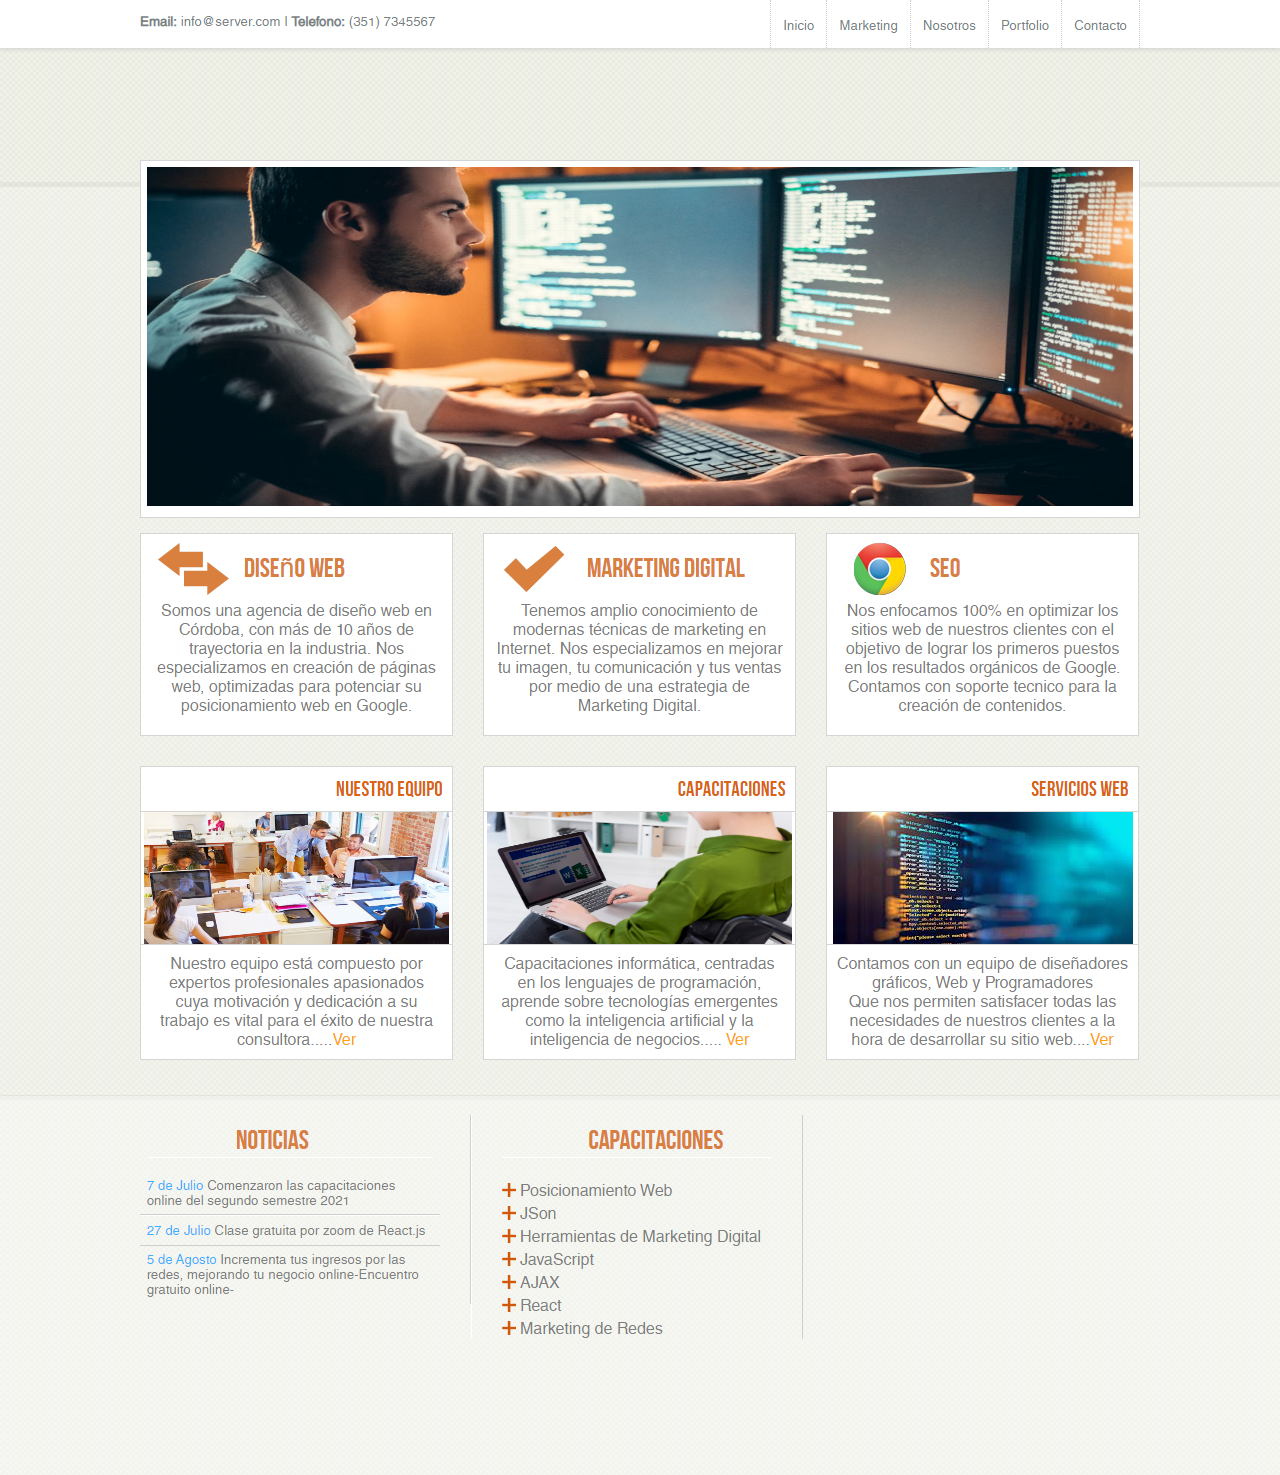 Email: info@server.com | Telefono: (351) 7345567
Inicio
Marketing
Nosotros
Portfolio
Contacto
DISEñO WEB
Somos una agencia de diseño web en
Córdoba, con más de 10 años de
trayectoria en la industria. Nos
especializamos en creación de páginas
web, optimizadas para potenciar su
posicionamiento web en Google.
MARKETING DIGITAL
Tenemos amplio conocimiento de
modernas técnicas de marketing en
Internet. Nos especializamos en mejorar
tu imagen, tu comunicación y tus ventas
por medio de una estrategia de
Marketing Digital.
SEO
Nos enfocamos 100% en optimizar los
sitios web de nuestros clientes con el
objetivo de lograr los primeros puestos
en los resultados orgánicos de Google.
Contamos con soporte tecnico para la
creación de contenidos.
NUESTRO EQUIPO
Nuestro equipo está compuesto por
expertos profesionales apasionados
cuya motivación y dedicación a su
trabajo es vital para el éxito de nuestra
consultora.....Ver
CAPACITACIONES
Capacitaciones informática, centradas
en los lenguajes de programación,
aprende sobre tecnologías emergentes
como la inteligencia artificial y la
inteligencia de negocios..... Ver
SERVICIOS WEB
Contamos con un equipo de diseñadores
gráficos, Web y Programadores
Que nos permiten satisfacer todas las
necesidades de nuestros clientes a la
hora de desarrollar su sitio web....Ver
NOTICIAS
7 de Julio Comenzaron las capacitaciones
online del segundo semestre 2021
27 de Julio Clase gratuita por zoom de React.js
5 de Agosto Incrementa tus ingresos por las
redes, mejorando tu negocio online-Encuentro
gratuito online-
CAPACITACIONES
Posicionamiento Web
JSon
Herramientas de Marketing Digital
JavaScript
AJAX
React
Marketing de Redes